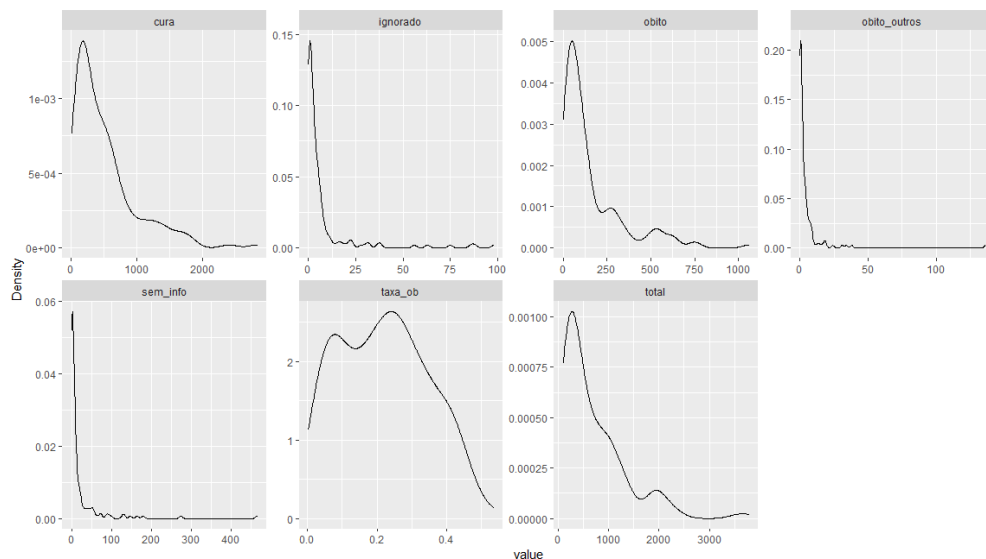 cura
ignorado
obito
obito_outros
1e-03
5e-04
0e+00
0 1000 2000
0.15
0.10
0.05
0.00
0 25 50 75 100
0.005
0.004
0.003
0.002
0.001
0.000
0 250 500 750 1000
0.20
0.15
0.10
0.05
0.00
0 50 100
Density
sem_info
taxa_ob
total
0.06
0.04
0.02
0.00
0 100 200 300 400
2
1
0
0.0 0.2 0.4
0.00100
0.00075
0.00050
0.00025
0.00000
0 1000 2000 3000
value